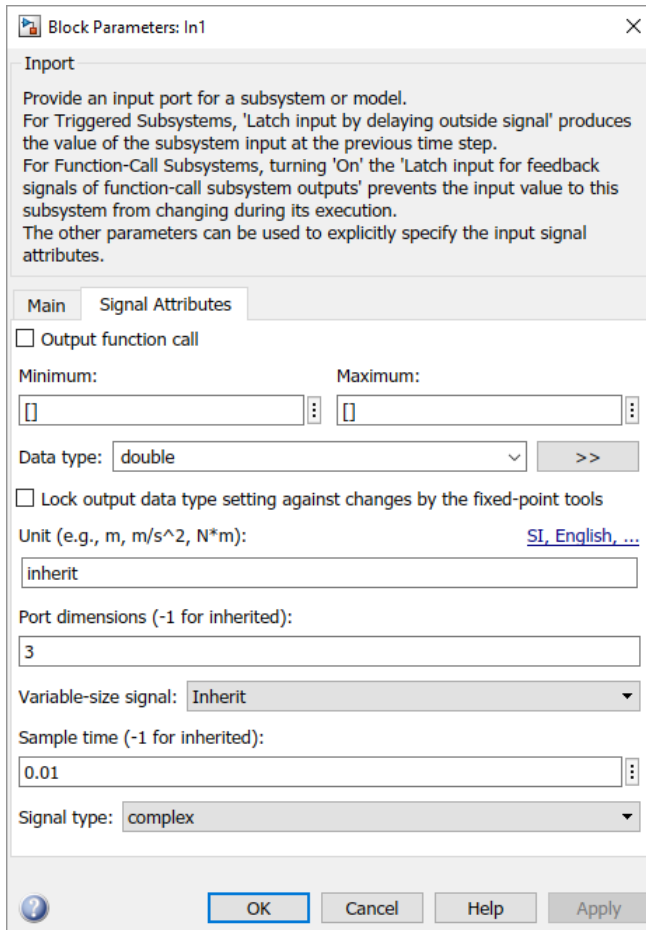 Block Parameters: In1
Inport
Provide an input port for a subsystem or model.
For Triggered Subsystems, 'Latch input by delaying outside signal' produces
the value of the subsystem input at the previous time step.
For Function-Call Subsystems, turning 'On' the 'Latch input for feedback
signals of function-call subsystem outputs' prevents the input value to this
subsystem from changing during its execution.
The other parameters can be used to explicitly specify the input signal
attributes.
Main Signal Attributes
Output function call
Minimum: Maximum:
[] []
Data type: double >>
Lock output data type setting against changes by the fixed-point tools
Unit (e.g., m, m/s^2, N*m): SI, English, ...
inherit
Port dimensions (-1 for inherited):
3
Variable-size signal: Inherit
Sample time (-1 for inherited):
0.01
Signal type: complex
? OK Cancel Help Apply